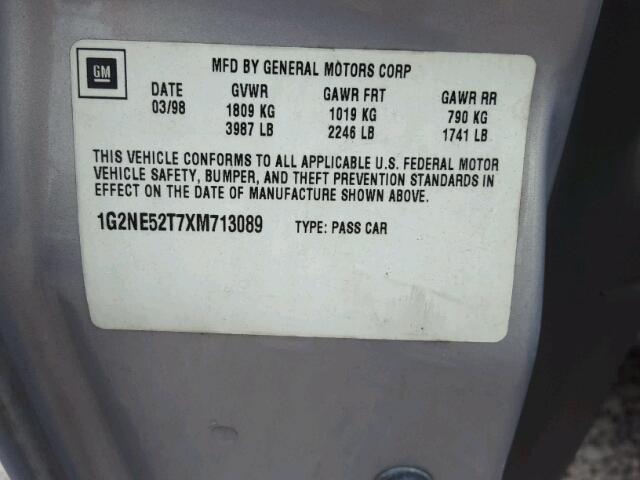 GM
MFD BY GENERAL MOTORS CORP
DATE GVWR GAWR FRT GAWR RR
03/98 1809 KG 1019 KG 790 KG
3987 LB 2246 LB 1741 LB
THIS VEHICLE CONFORMS TO ALL APPLICABLE U.S. FEDERAL MOTOR
VEHICLE SAFETY, BUMPER, AND THEFT PREVENTION STANDARDS IN
EFFECT ON THE DATE OF MANUFACTURE SHOWN ABOVE.
1G2NE52T7XM713089 TYPE: PASS CAR